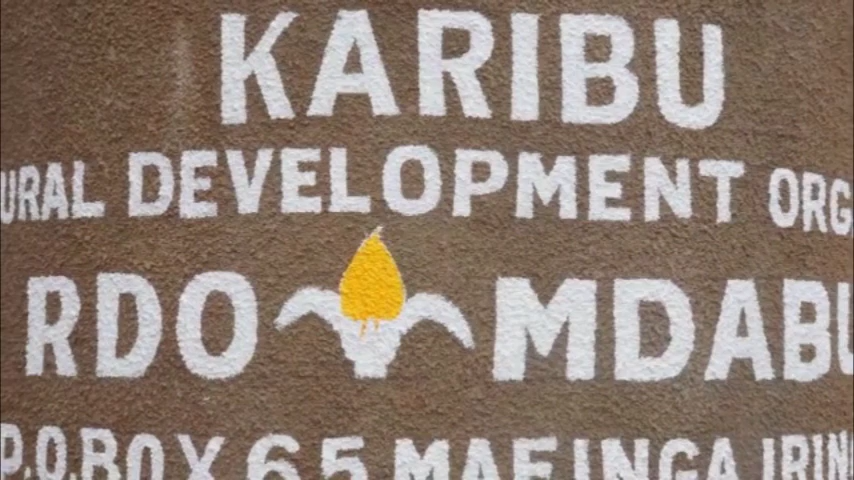 KARIBU
URAL DEVELOPMENT ORG
RDO MDABU
P.O.BOX 65 MAFINGA IRIN